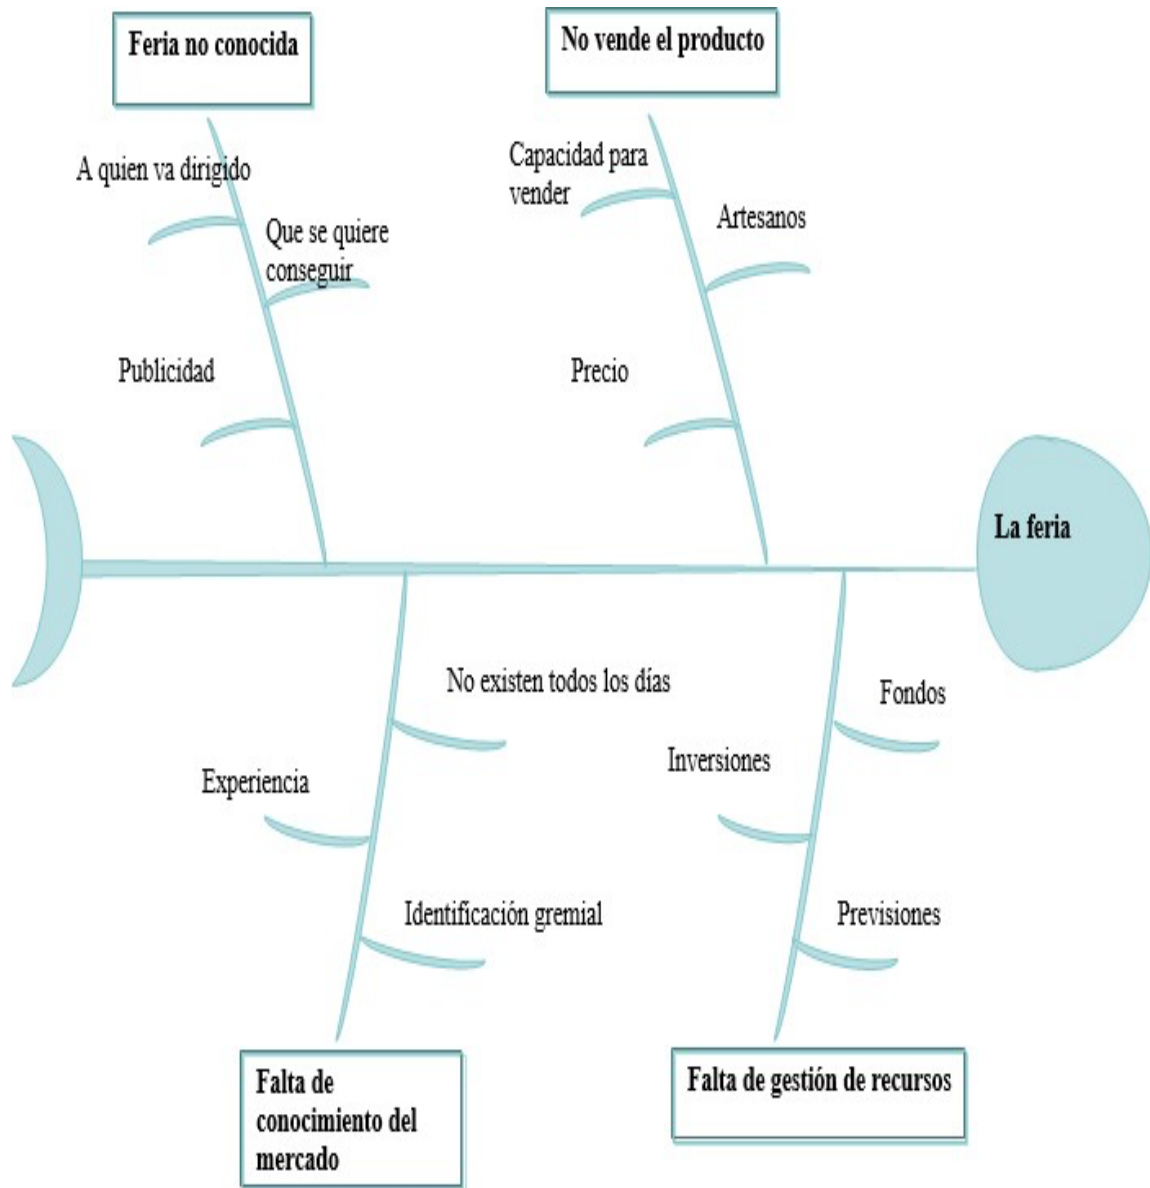 Feria no conocida
No vende el producto
A quien va dirigido
Capacidad para
vender
Que se quiere
conseguir
Artesanos
Publicidad
Precio
La feria
No existen todos los días
Fondos
Experiencia
Inversiones
Identificación gremial
Previsiones
Falta de
conocimiento del
mercado
Falta de gestión de recursos